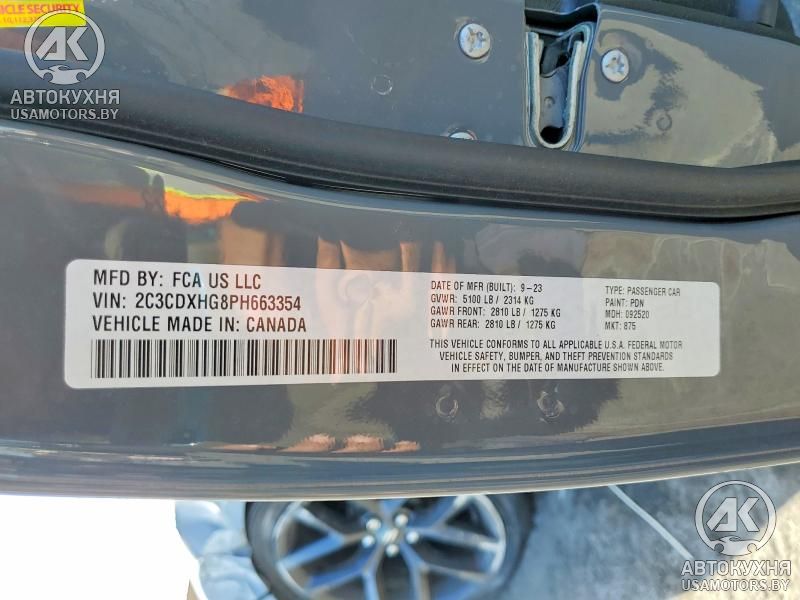 VEHICLE SECURITY
AK
АВТОКУХНЯ
USAMOTORS.BY
MFD BY: FCA US LLC
VIN: 2C3CDXHG8PH663354
VEHICLE MADE IN: CANADA
DATE OF MFR (BUILT): 9-23
GVWR: 5100 LB / 2314 KG
GAWR FRONT: 2810 LB / 1275 KG
GAWR REAR: 2810 LB / 1275 KG
TYPE: PASSENGER CAR
PAINT: PDN
MDH: 092520
MKT: 875
THIS VEHICLE CONFORMS TO ALL APPLICABLE U.S.A. FEDERAL MOTOR
VEHICLE SAFETY, BUMPER, AND THEFT PREVENTION STANDARDS
IN EFFECT ON THE DATE OF MANUFACTURE SHOWN ABOVE.
AK
АВТОКУХНЯ
USAMOTORS.BY